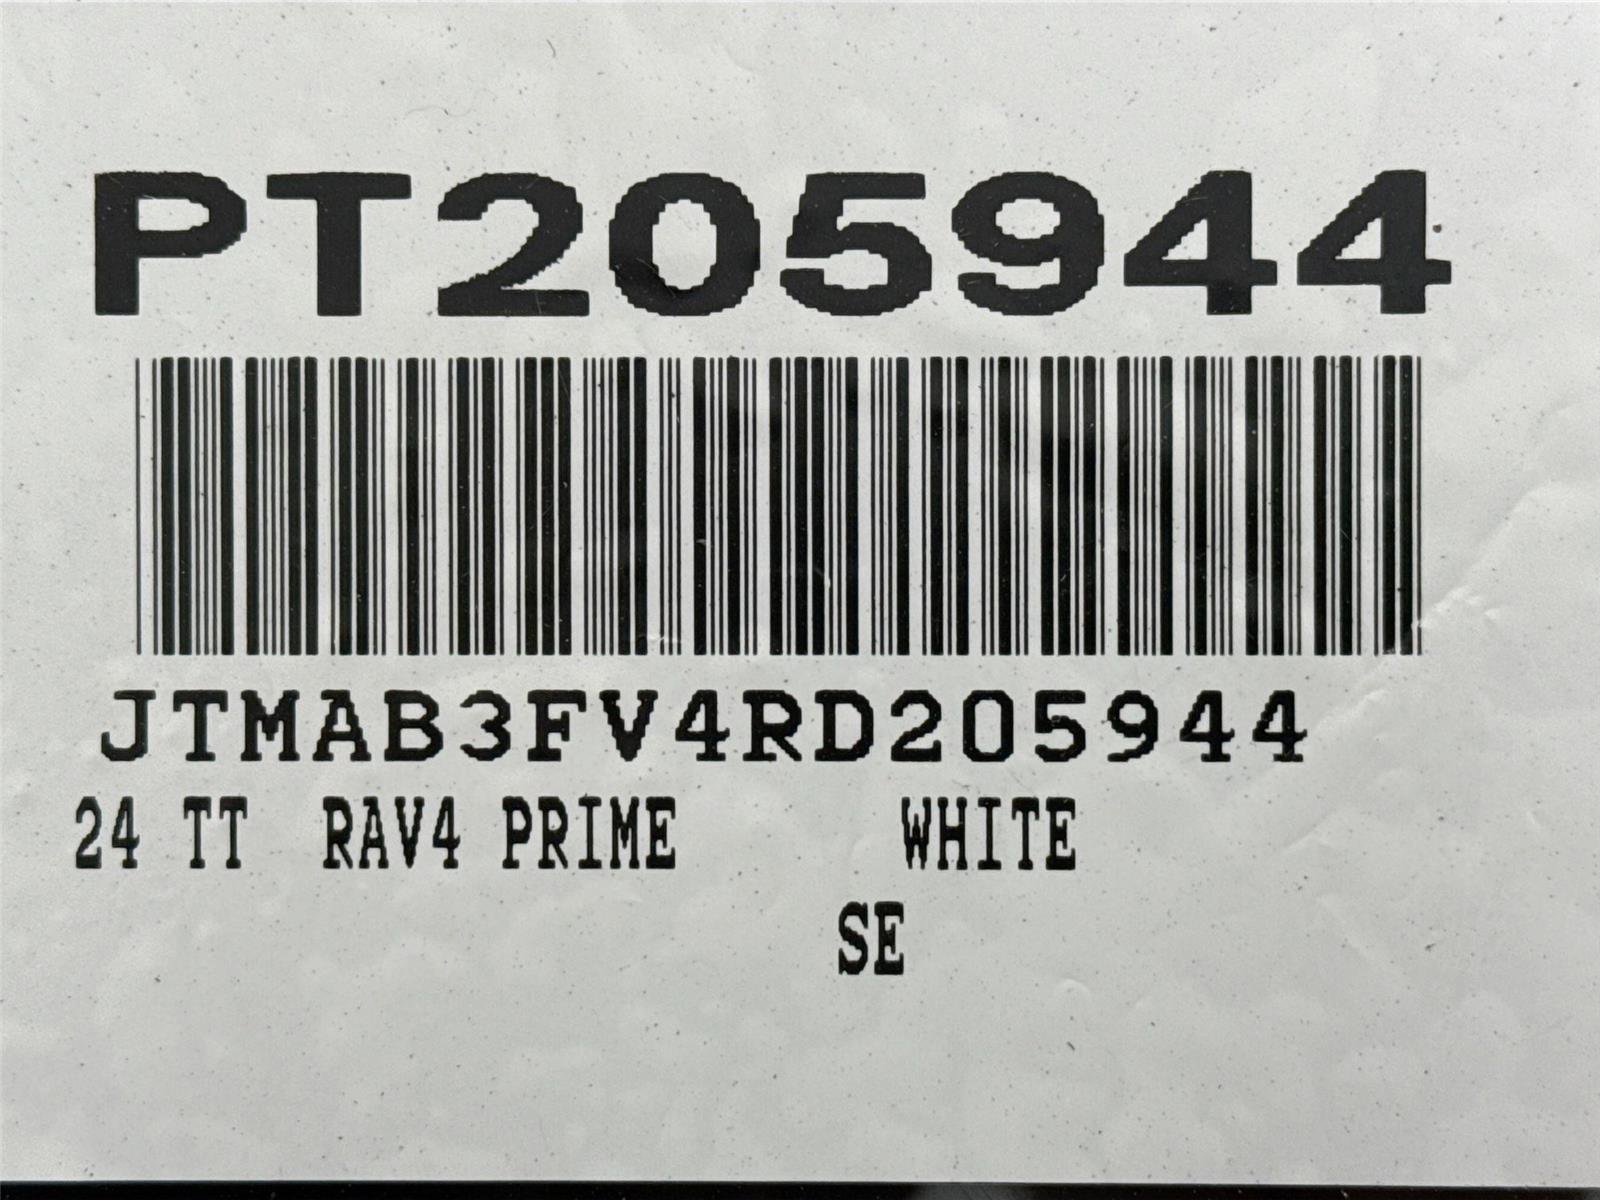 PT205944
JTMAB3FV4RD205944
24 TT RAV4 PRIME WHITE
SE